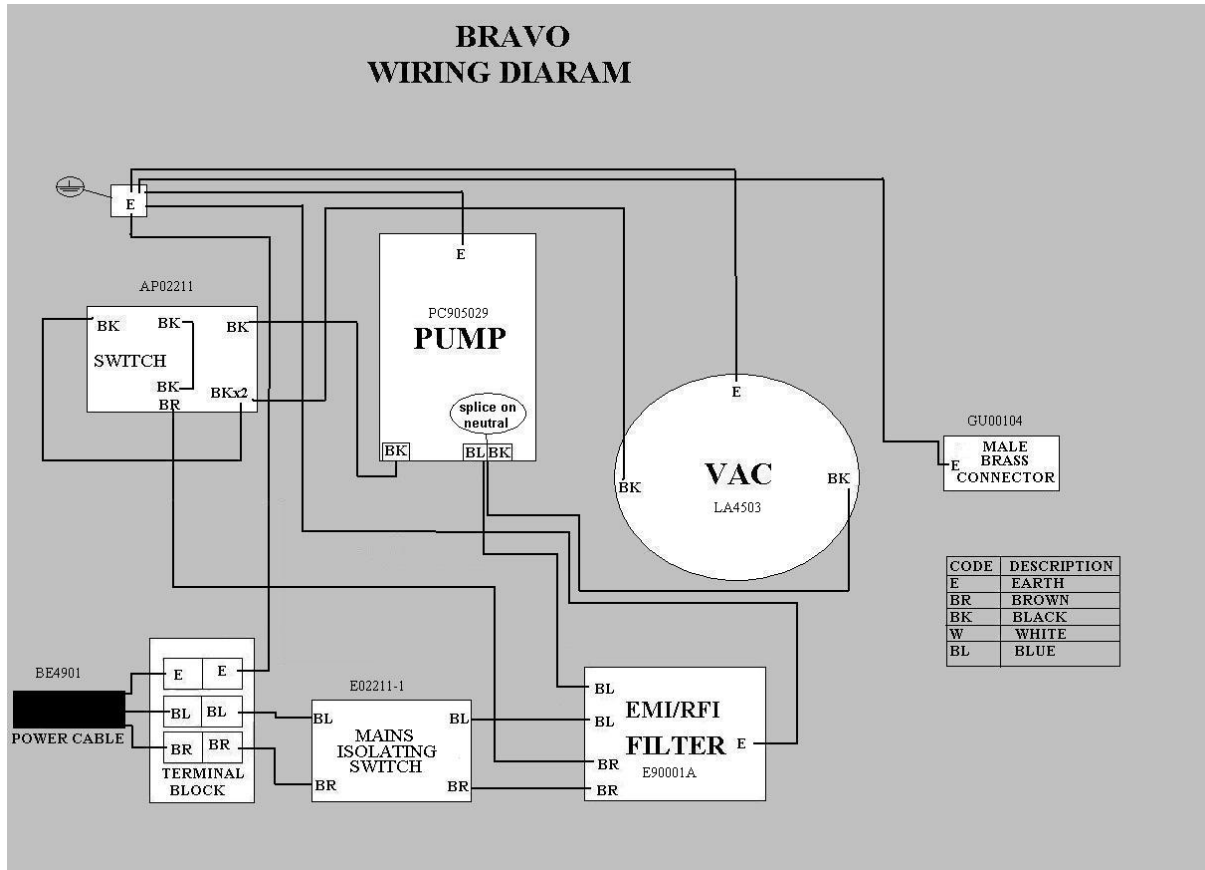 BRAVO
WIRING DIARAM
E
AP02211
BK
BK
BK
SWITCH
BK
BR
BKx2
E
PC905029
PUMP
splice on
neutral
BK
BL
BK
E
VAC
LA4503
BK
BK
GU00104
MALE
BRASS
CONNECTOR
E
CODE DESCRIPTION
E EARTH
BR BROWN
BK BLACK
W WHITE
BL BLUE
BE4901
POWER CABLE
E E
BL BL
BR BR
TERMINAL
BLOCK
E02211-1
BL BL
MAINS
ISOLATING
SWITCH
BR BR
BL
BL
EMI/RFI
FILTER
E
BR
E90001A
BR